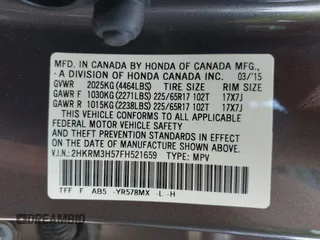 MFD. IN CANADA BY HONDA OF CANADA MFG.,
- A DIVISION OF HONDA CANADA INC. 03/'15
GVWR 2025KG (4464LBS) TIRE SIZE RIM SIZE
GAWR F 1030KG (2271LBS) 225/65R17 102T 17X7J
GAWR R 1015KG (2238LBS) 225/65R17 102T 17X7J
THIS VEHICLE CONFORMS TO ALL APPLICABLE
FEDERAL MOTOR VEHICLE SAFETY
AND THEFT PREVENTION STANDARDS IN EFFECT
ON THE DATE OF MANUFACTURE SHOWN ABOVE.
V.I.N.: 2HKRM3H57FH521659 TYPE: MPV
TFF F AB5 -YR578MX -L -H
DREAMBID